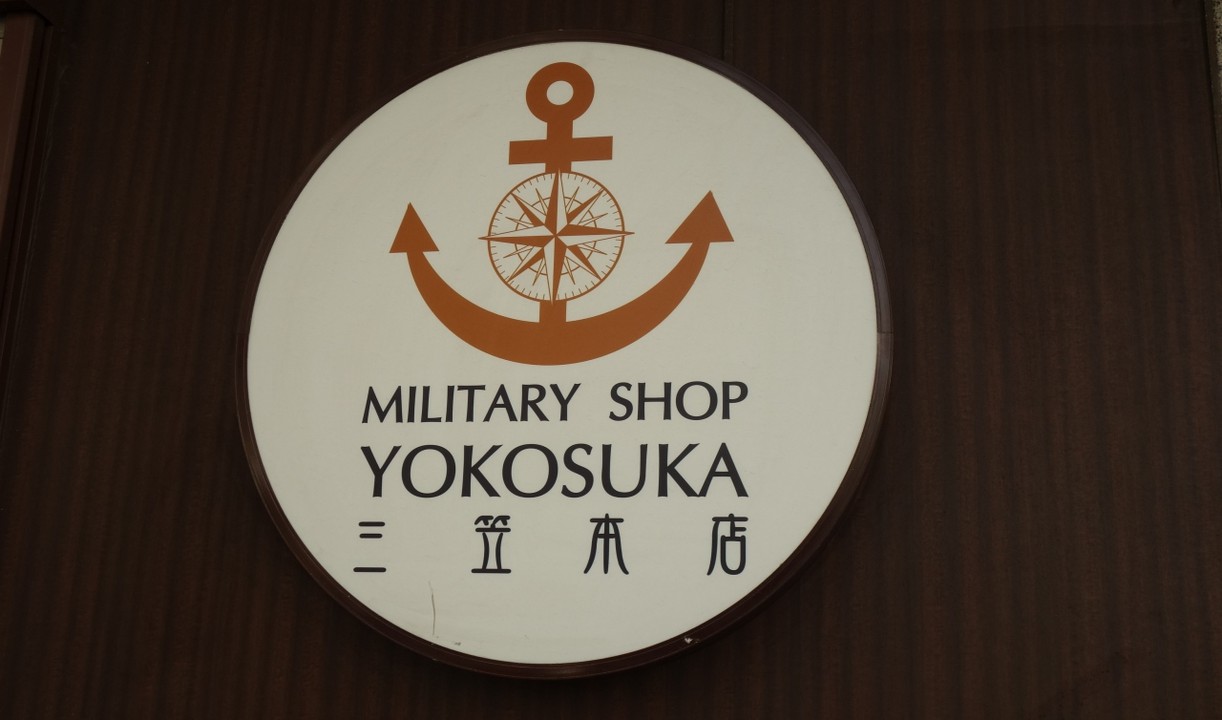 MILITARY SHOP
YOKOSUKA
三笠本店